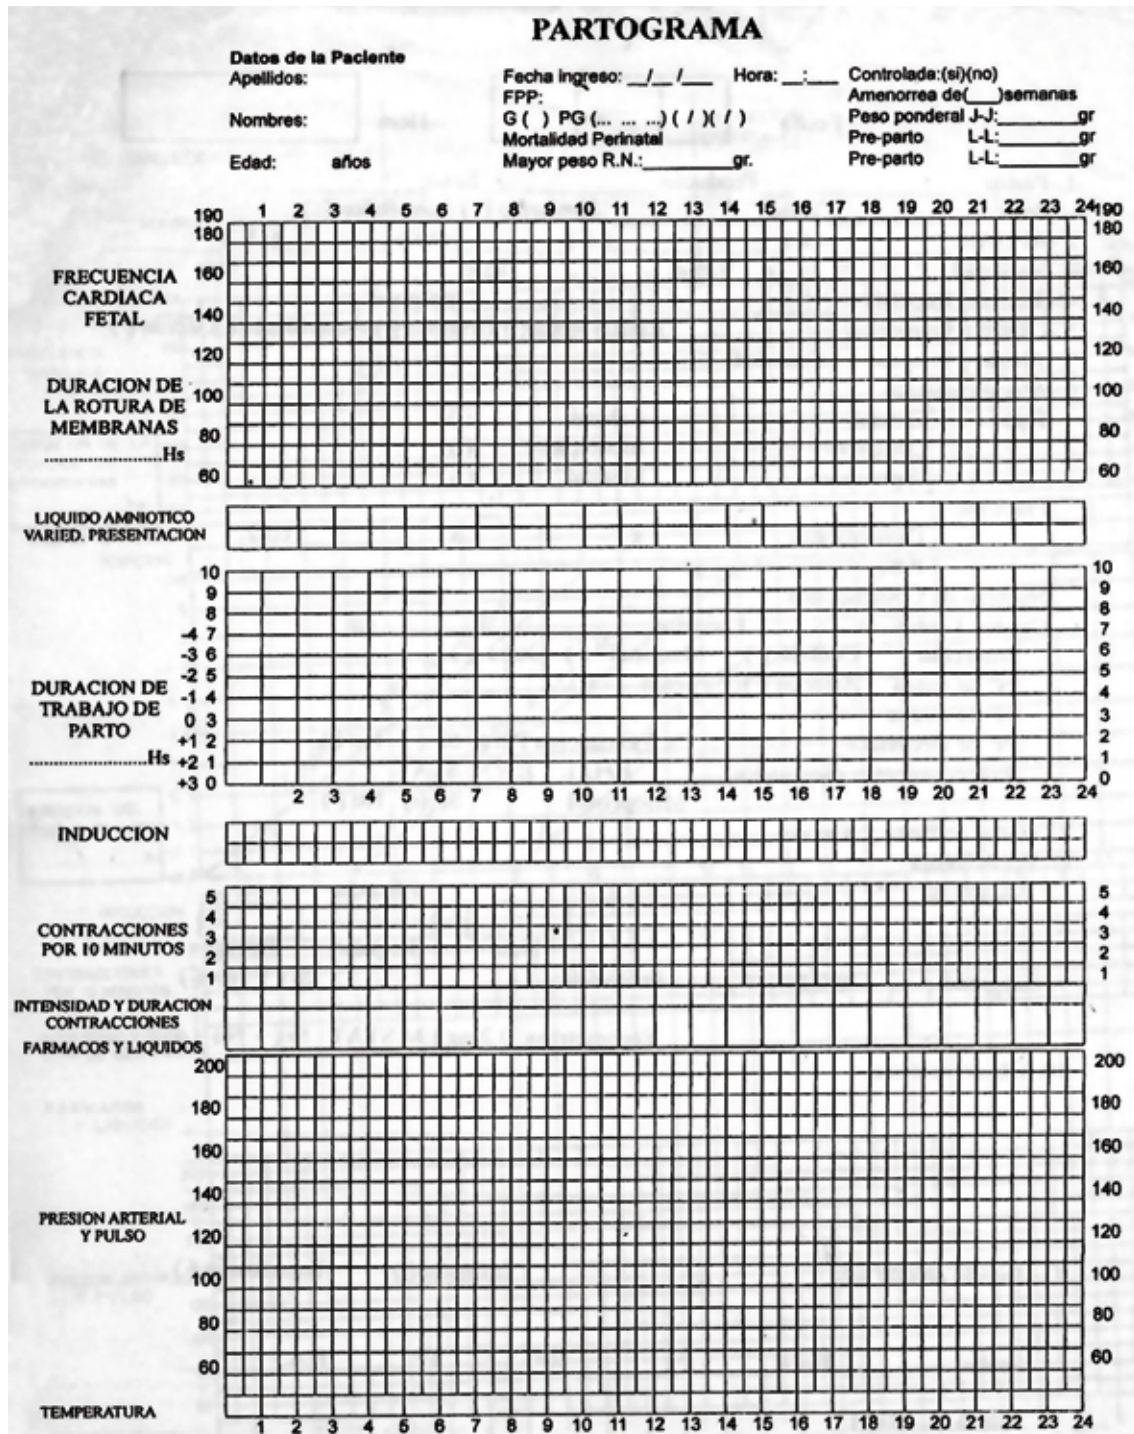 PARTOGRAMA
Datos de la Paciente
Apellidos: Fecha ingreso: __/__ /___ Hora: __:___ Controlada:(si)(no)
FPP: Amenorrea de(___)semanas
Nombres: G ( ) PG (... ... ...) ( / )( / ) Peso ponderal J-J:________gr
Mortalidad Perinatal Pre-parto L-L:________gr
Edad: años Mayor peso R.N.:________gr. Pre-parto L-L:________gr
1 2 3 4 5 6 7 8 9 10 11 12 13 14 15 16 17 18 19 20 21 22 23 24
190 190
180 180
FRECUENCIA 160 160
CARDIACA
FETAL 140 140
120 120
DURACION DE
LA ROTURA DE 100 100
MEMBRANAS 80 80
........................Hs
60 60
LIQUIDO AMNIOTICO
VARIED. PRESENTACION
10 10
9 9
8 8
-4 7 7
-3 6 6
-2 5 5
DURACION DE -1 4 4
TRABAJO DE 0 3 3
PARTO +1 2 2
........................Hs +2 1 1
+3 0 0
2 3 4 5 6 7 8 9 10 11 12 13 14 15 16 17 18 19 20 21 22 23 24
INDUCCION
5 5
4 4
CONTRACCIONES 3 3
POR 10 MINUTOS 2 2
1 1
INTENSIDAD Y DURACION
CONTRACCIONES
FARMACOS Y LIQUIDOS
200 200
180 180
160 160
140 140
PRESION ARTERIAL
Y PULSO 120 120
100 100
80 80
60 60
TEMPERATURA
1 2 3 4 5 6 7 8 9 10 11 12 13 14 15 16 17 18 19 20 21 22 23 24